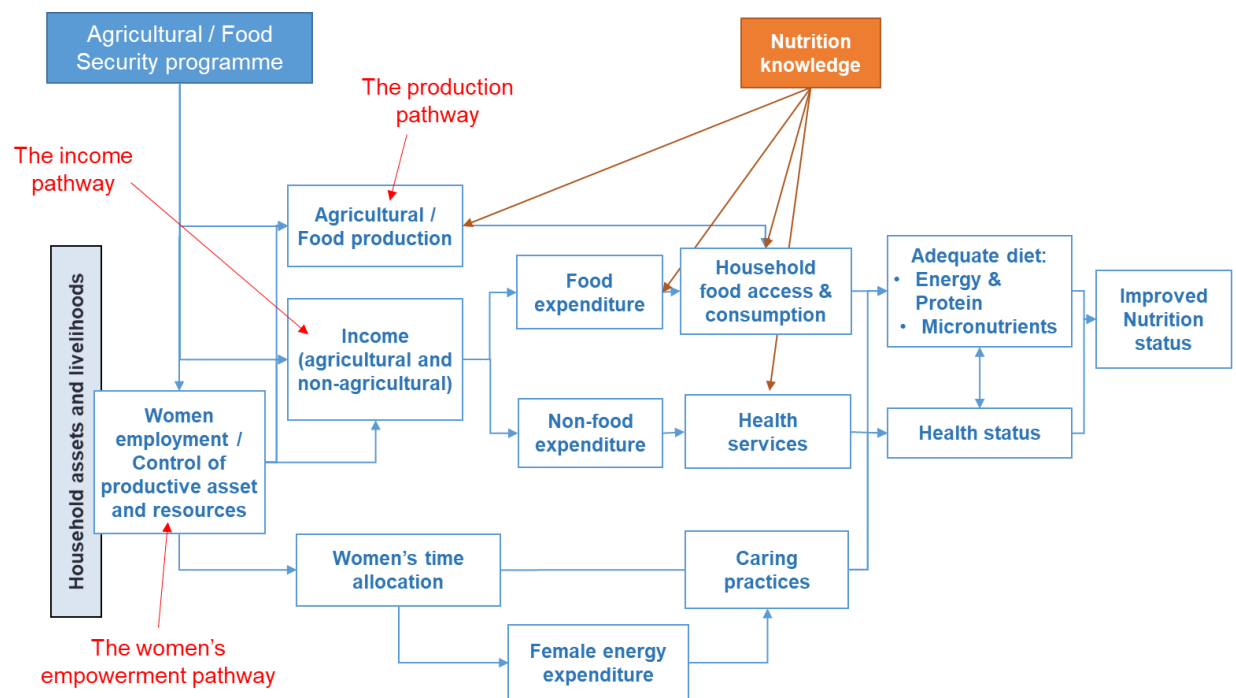 Agricultural / Food
Security programme
Nutrition
knowledge
The production
pathway
The income
pathway
Agricultural /
Food production
Household assets and livelihoods
Food
expenditure
Household
food access &
consumption
Adequate diet:
• Energy &
Protein
• Micronutrients
Improved
Nutrition
status
Income
(agricultural and
non-agricultural)
Women
employment /
Control of
productive asset
and resources
Non-food
expenditure
Health
services
Health status
Women’s time
allocation
Caring
practices
The women’s
empowerment pathway
Female energy
expenditure